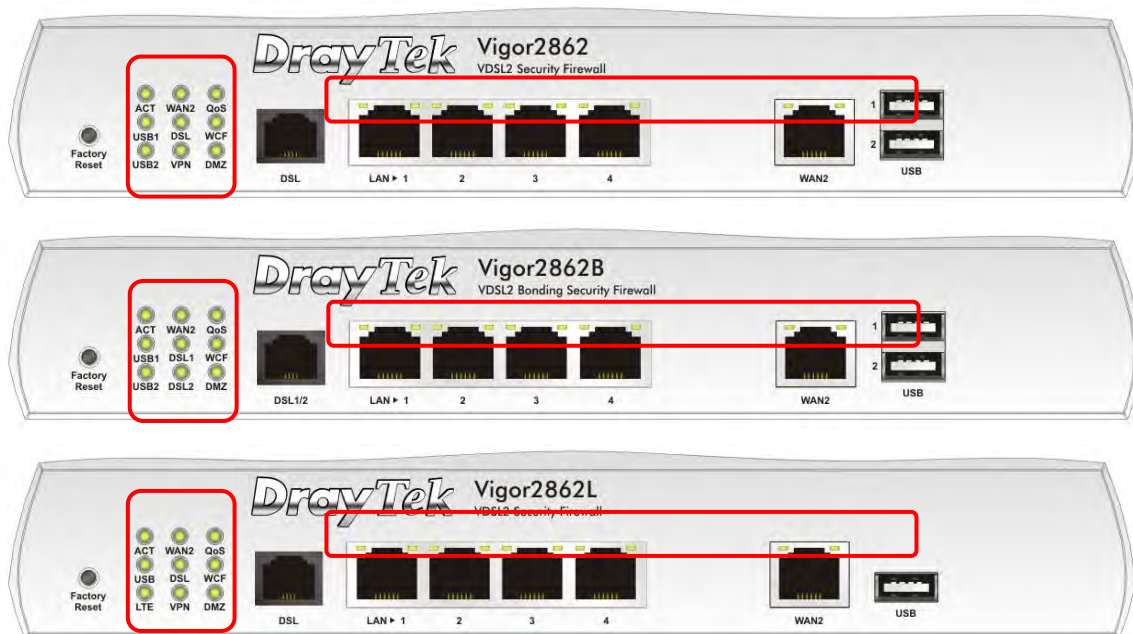 DrayTek Vigor2862
VDSL2 Security Firewall
ACT WAN2 QoS
USB1 DSL WCF
USB2 VPN DMZ
Factory
Reset
DSL
LAN ▶ 1 2 3 4
WAN2
1
2
USB
DrayTek Vigor2862B
VDSL2 Bonding Security Firewall
ACT WAN2 QoS
USB1 DSL1 WCF
USB2 DSL2 DMZ
Factory
Reset
DSL1/2
LAN ▶ 1 2 3 4
WAN2
1
2
USB
DrayTek Vigor2862L
VDSL2 Security Firewall
ACT WAN2 QoS
USB DSL WCF
LTE VPN DMZ
Factory
Reset
DSL
LAN ▶ 1 2 3 4
WAN2
USB